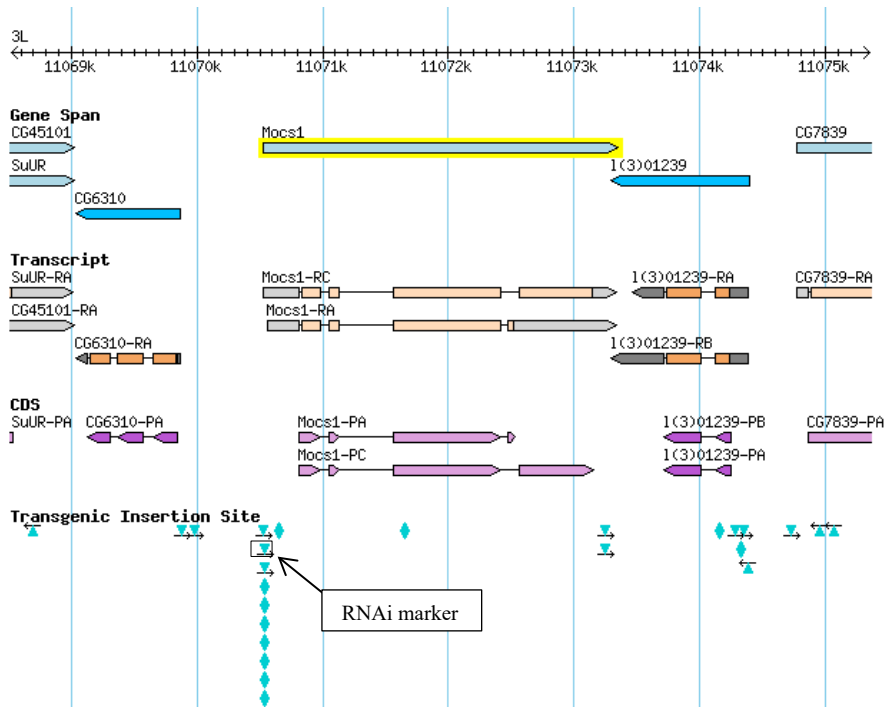 3L
11069k 11070k 11071k 11072k 11073k 11074k 11075k
Gene Span
CG45101 Mocs1 CG7839
SuUR l(3)01239
CG6310
Transcript
SuUR-RA Mocs1-RC l(3)01239-RA CG7839-RA
CG45101-RA Mocs1-RA
CG6310-RA l(3)01239-RB
CDS
SuUR-PA CG6310-PA Mocs1-PA l(3)01239-PB CG7839-PA
Mocs1-PC l(3)01239-PA
Transgenic Insertion Site
RNAi marker